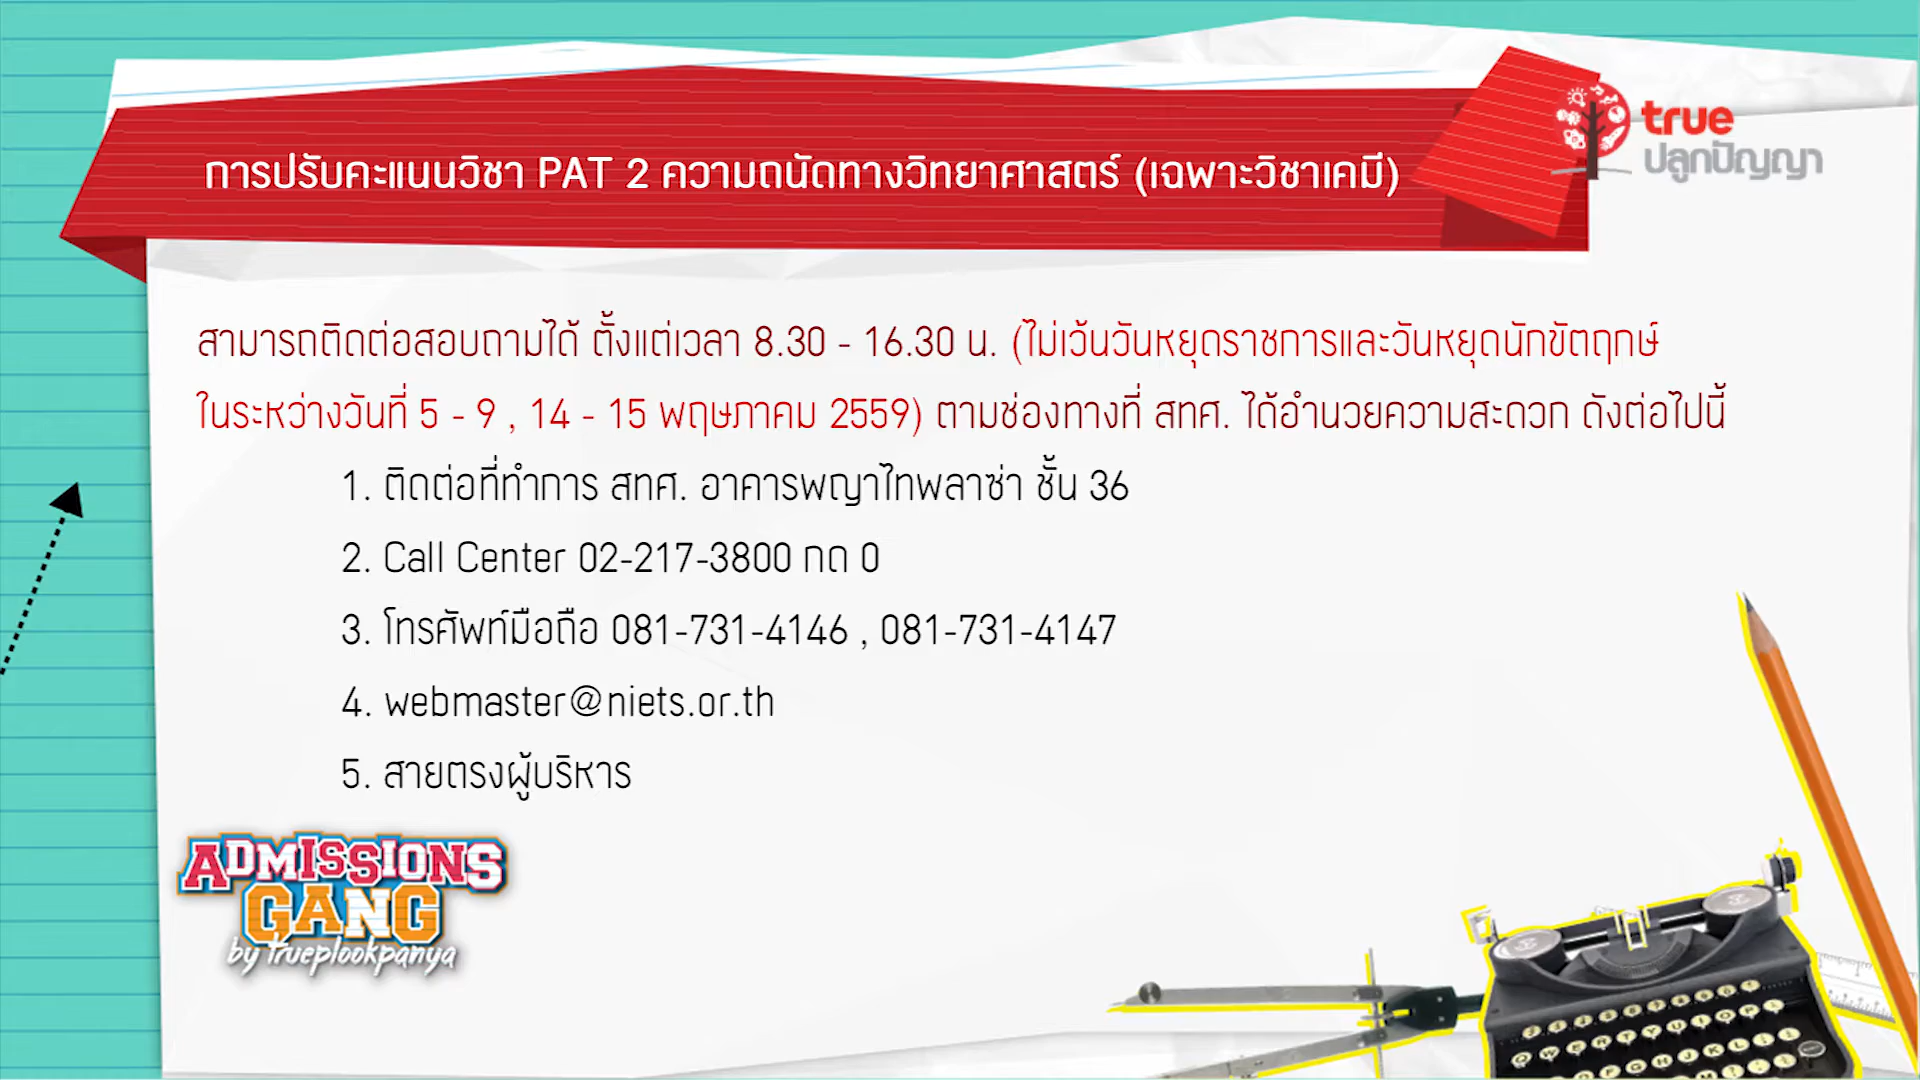 การปรับคะแนนวิชา PAT 2 ความถนัดทางวิทยาศาสตร์ (เฉพาะวิชาเคมี)
true
ปลูกปัญญา
สามารถติดต่อสอบถามได้ ตั้งแต่เวลา 8.30 - 16.30 น. (ไม่เว้นวันหยุดราชการและวันหยุดนักขัตฤกษ์
ในระหว่างวันที่ 5 - 9 , 14 - 15 พฤษภาคม 2559) ตามช่องทางที่ สทศ. ได้อำนวยความสะดวก ดังต่อไปนี้
1. ติดต่อที่ทำการ สทศ. อาคารพญาไทพลาซ่า ชั้น 36
2. Call Center 02-217-3800 กด 0
3. โทรศัพท์มือถือ 081-731-4146 , 081-731-4147
4. webmaster@niets.or.th
5. สายตรงผู้บริหาร
ADMISSIONS
GANG
by trueplookpanya